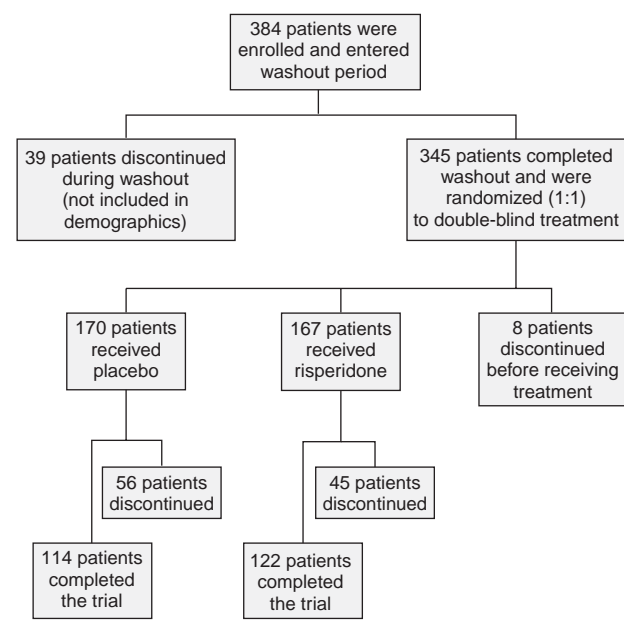 384 patients were
enrolled and entered
washout period
39 patients discontinued
during washout
(not included in
demographics)
345 patients completed
washout and were
randomized (1:1)
to double-blind treatment
170 patients
received
placebo
167 patients
received
risperidone
8 patients
discontinued
before receiving
treatment
56 patients
discontinued
45 patients
discontinued
114 patients
completed
the trial
122 patients
completed
the trial